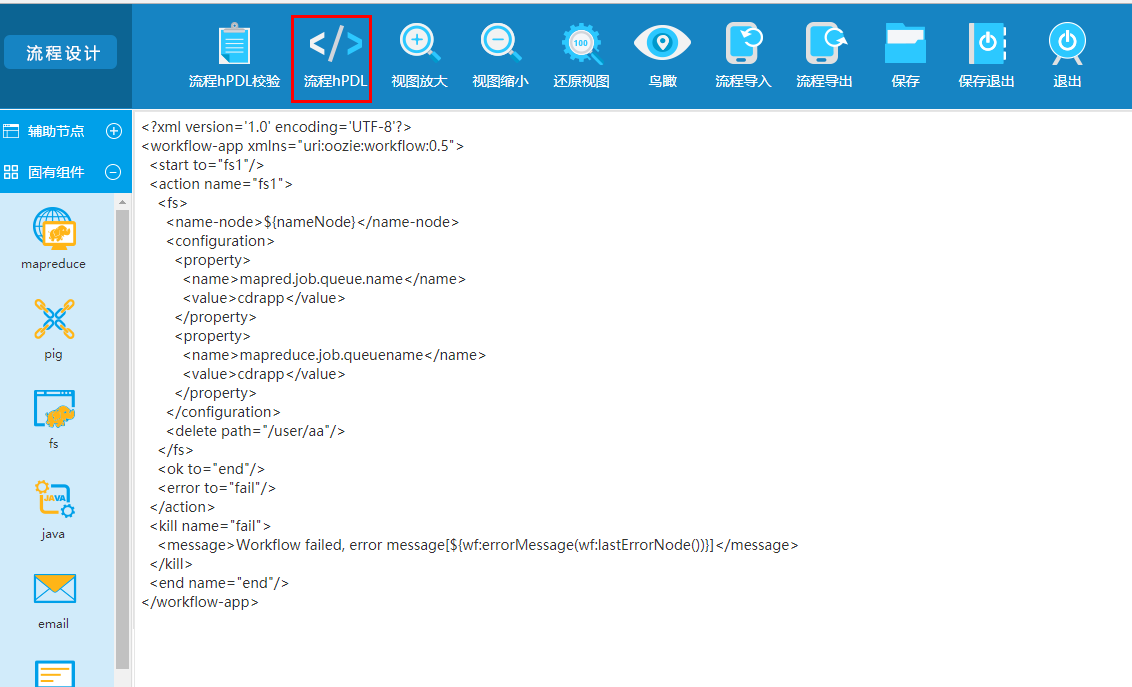 流程设计
流程hPDL校验
流程hPDL
视图放大
视图缩小
100
还原视图
鸟瞰
流程导入
流程导出
保存
保存退出
退出
辅助节点
固有组件
mapreduce
pig
fs
JAVA
java
email
<?xml version='1.0' encoding='UTF-8'?>
<workflow-app xmlns="uri:oozie:workflow:0.5">
<start to="fs1"/>
<action name="fs1">
<fs>
<name-node>${nameNode}</name-node>
<configuration>
<property>
<name>mapred.job.queue.name</name>
<value>cdrapp</value>
</property>
<property>
<name>mapreduce.job.queuename</name>
<value>cdrapp</value>
</property>
</configuration>
<delete path="/user/aa"/>
</fs>
<ok to="end"/>
<error to="fail"/>
</action>
<kill name="fail">
<message>Workflow failed, error message[${wf:errorMessage(wf:lastErrorNode())}]</message>
</kill>
<end name="end"/>
</workflow-app>